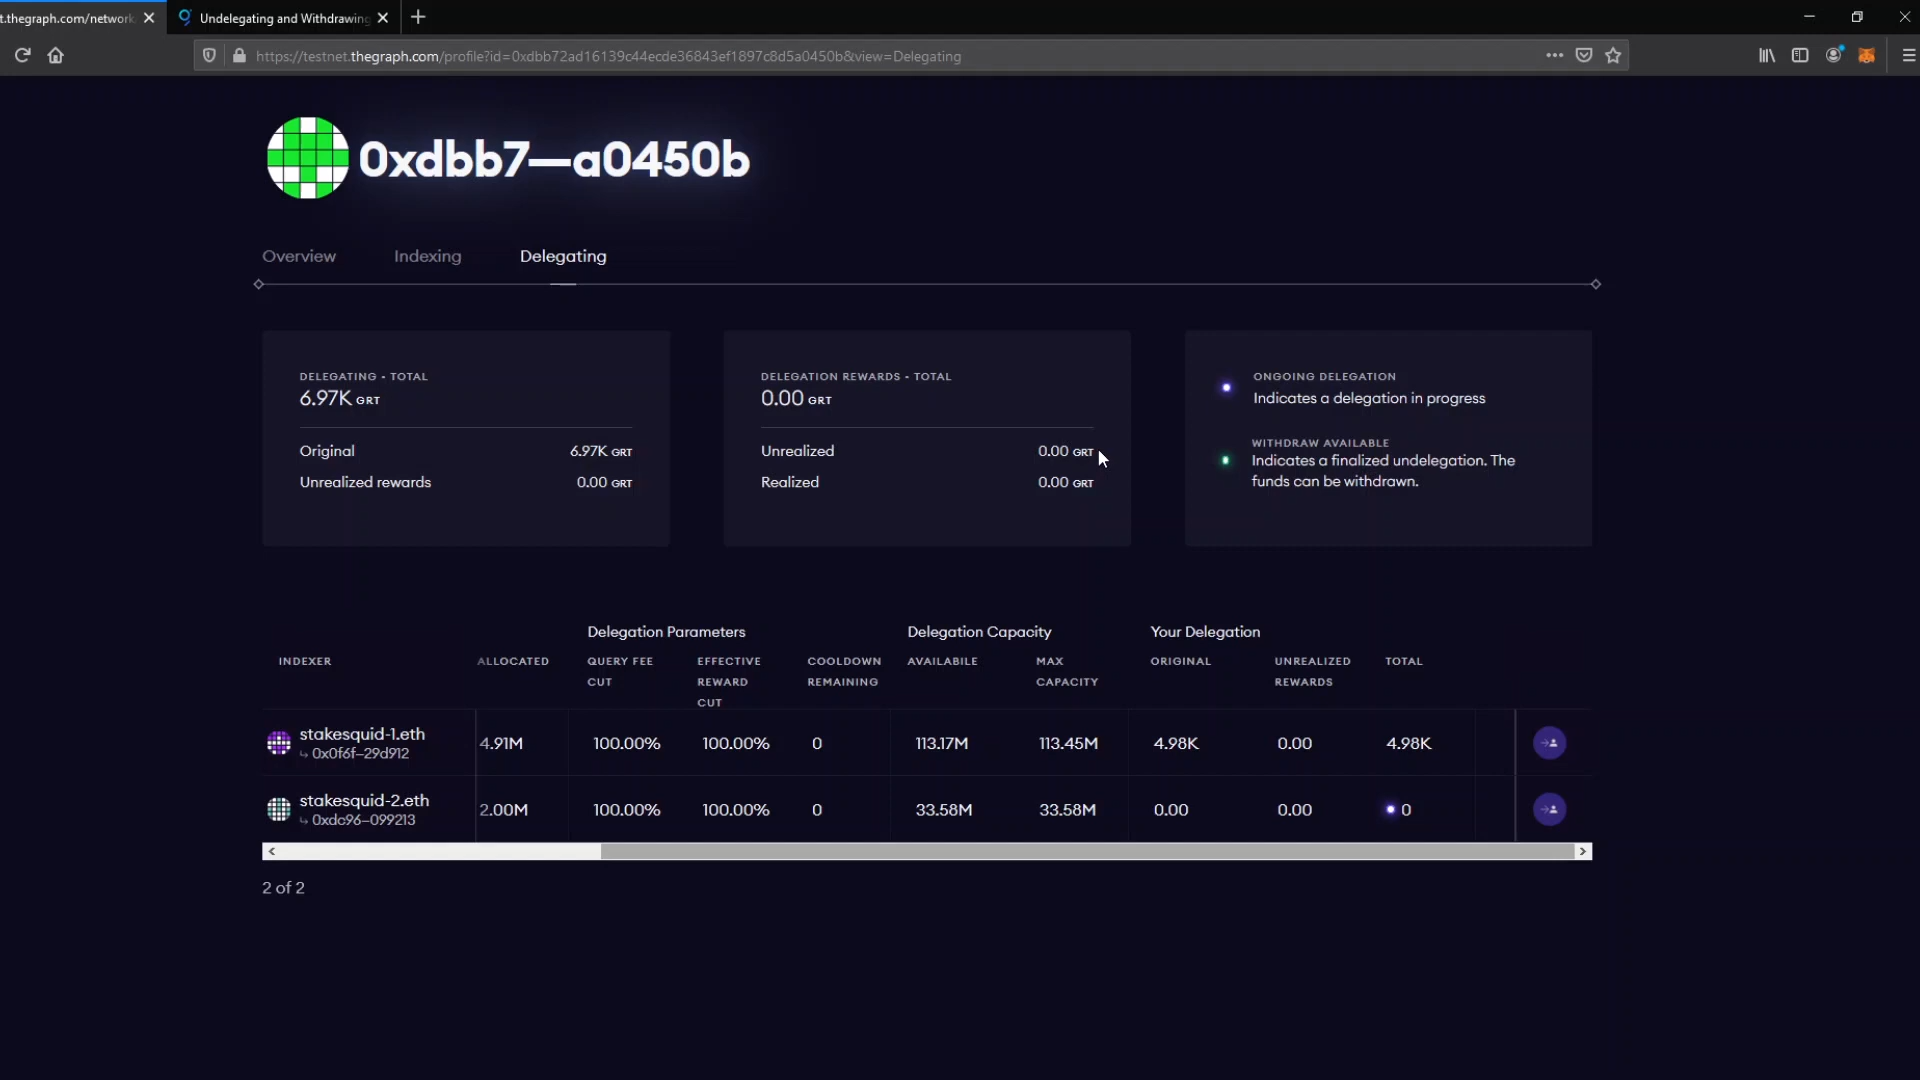 t.thegraph.com/network
Undelegating and Withdrawing
https://testnet.thegraph.com/profile?id=0xdbb72ad16139c44ecde36843ef1897c8d5a0450b&view=Delegating
0xdbb7—a0450b
Overview Indexing Delegating
DELEGATING • TOTAL
6.97K GRT
Original 6.97K GRT
Unrealized rewards 0.00 GRT
DELEGATION REWARDS • TOTAL
0.00 GRT
Unrealized 0.00 GRT
Realized 0.00 GRT
ONGOING DELEGATION
Indicates a delegation in progress
WITHDRAW AVAILABLE
Indicates a finalized undelegation. The
funds can be withdrawn.
Delegation Parameters Delegation Capacity Your Delegation
INDEXER ALLOCATED QUERY FEE EFFECTIVE COOLDOWN AVAILABILE MAX ORIGINAL UNREALIZED TOTAL
CUT REWARD REMAINING CAPACITY REWARDS
CUT
stakesquid-1.eth
0x0f6f—29d912
4.91M 100.00% 100.00% 0 113.17M 113.45M 4.98K 0.00 4.98K
stakesquid-2.eth
0xdc96—099213
2.00M 100.00% 100.00% 0 33.58M 33.58M 0.00 0.00 0
2 of 2